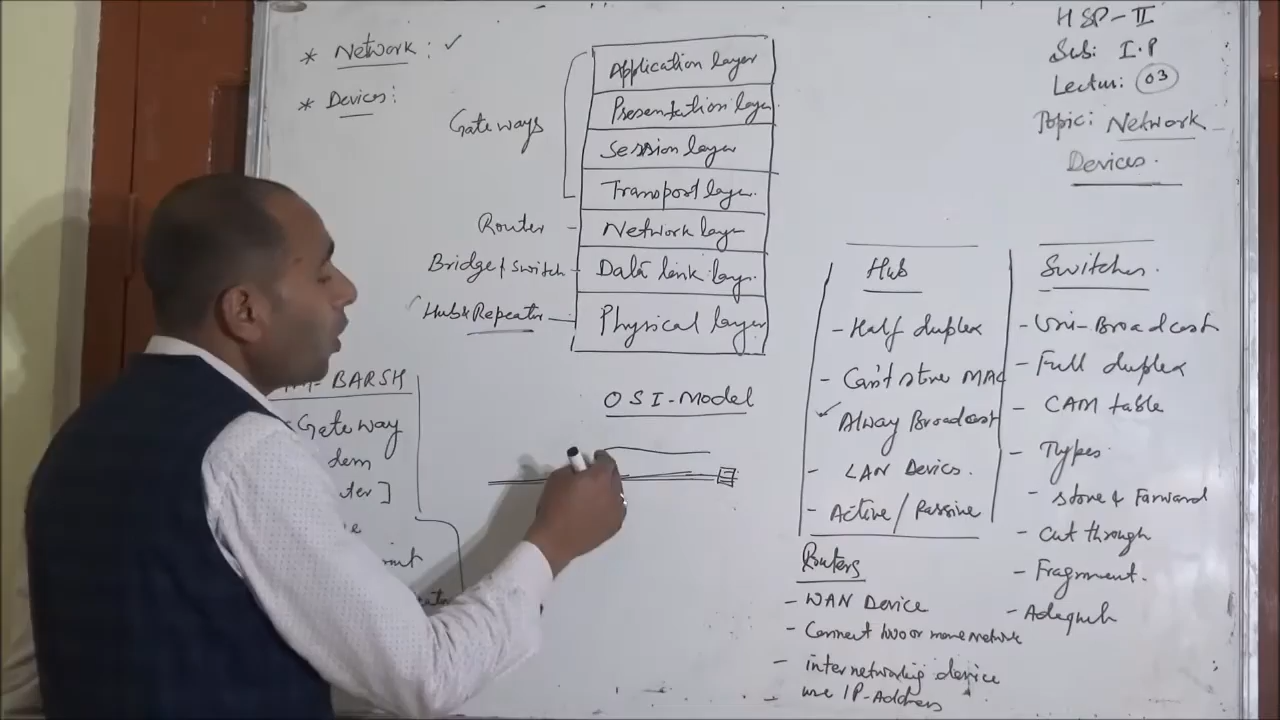 * Network: ✓
* Devices:
HSP-II
Sub: I.P
Lectur: 03
Topic: Network
Devices.
Gateways
Application layer
Presentation layer
Session layer
Transport layer.
Router - Network layer
Bridge & Switch - Data link layer
Hub & Repeater - Physical layer
OSI-Model
BARSH
Gateway
dem
ter]
Hub
- Half duplex
- Can't store MAC
✓ Alway Broadcast
- LAN Devics.
- Active / Passive
Switches.
- Uni-Broadcast
- Full duplex
- CAM table
- Types.
- Store & Forward
- Cut through
- Fragment.
Routers
- WAN Device
- Connect two or more network
- internetworking device
use IP-Address